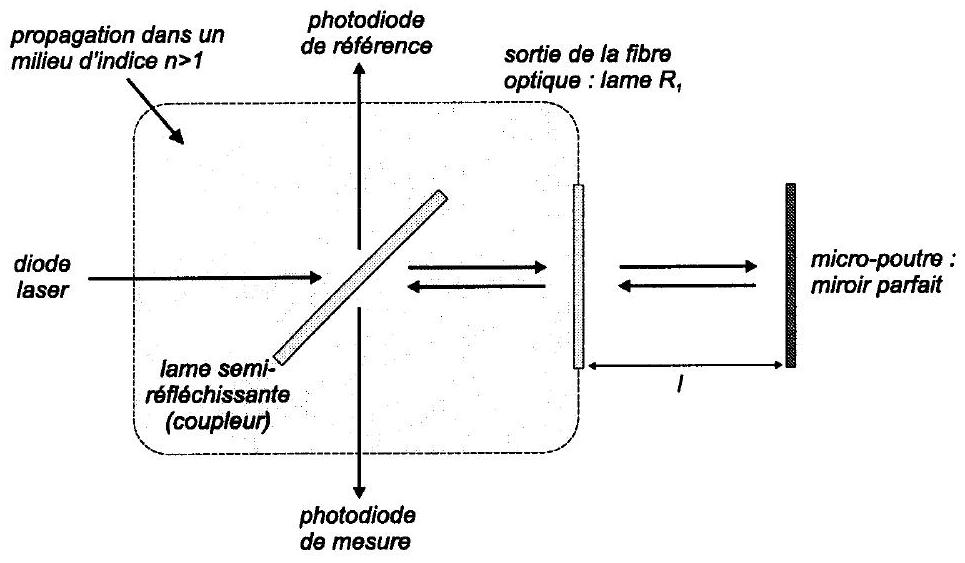 propagation dans un
milieu d'indice n>1
photodiode
de référence
sortie de la fibre
optique : lame R₁
diode
laser
micro-poutre :
miroir parfait
lame semi-
réfléchissante
(coupleur)
l
photodiode
de mesure